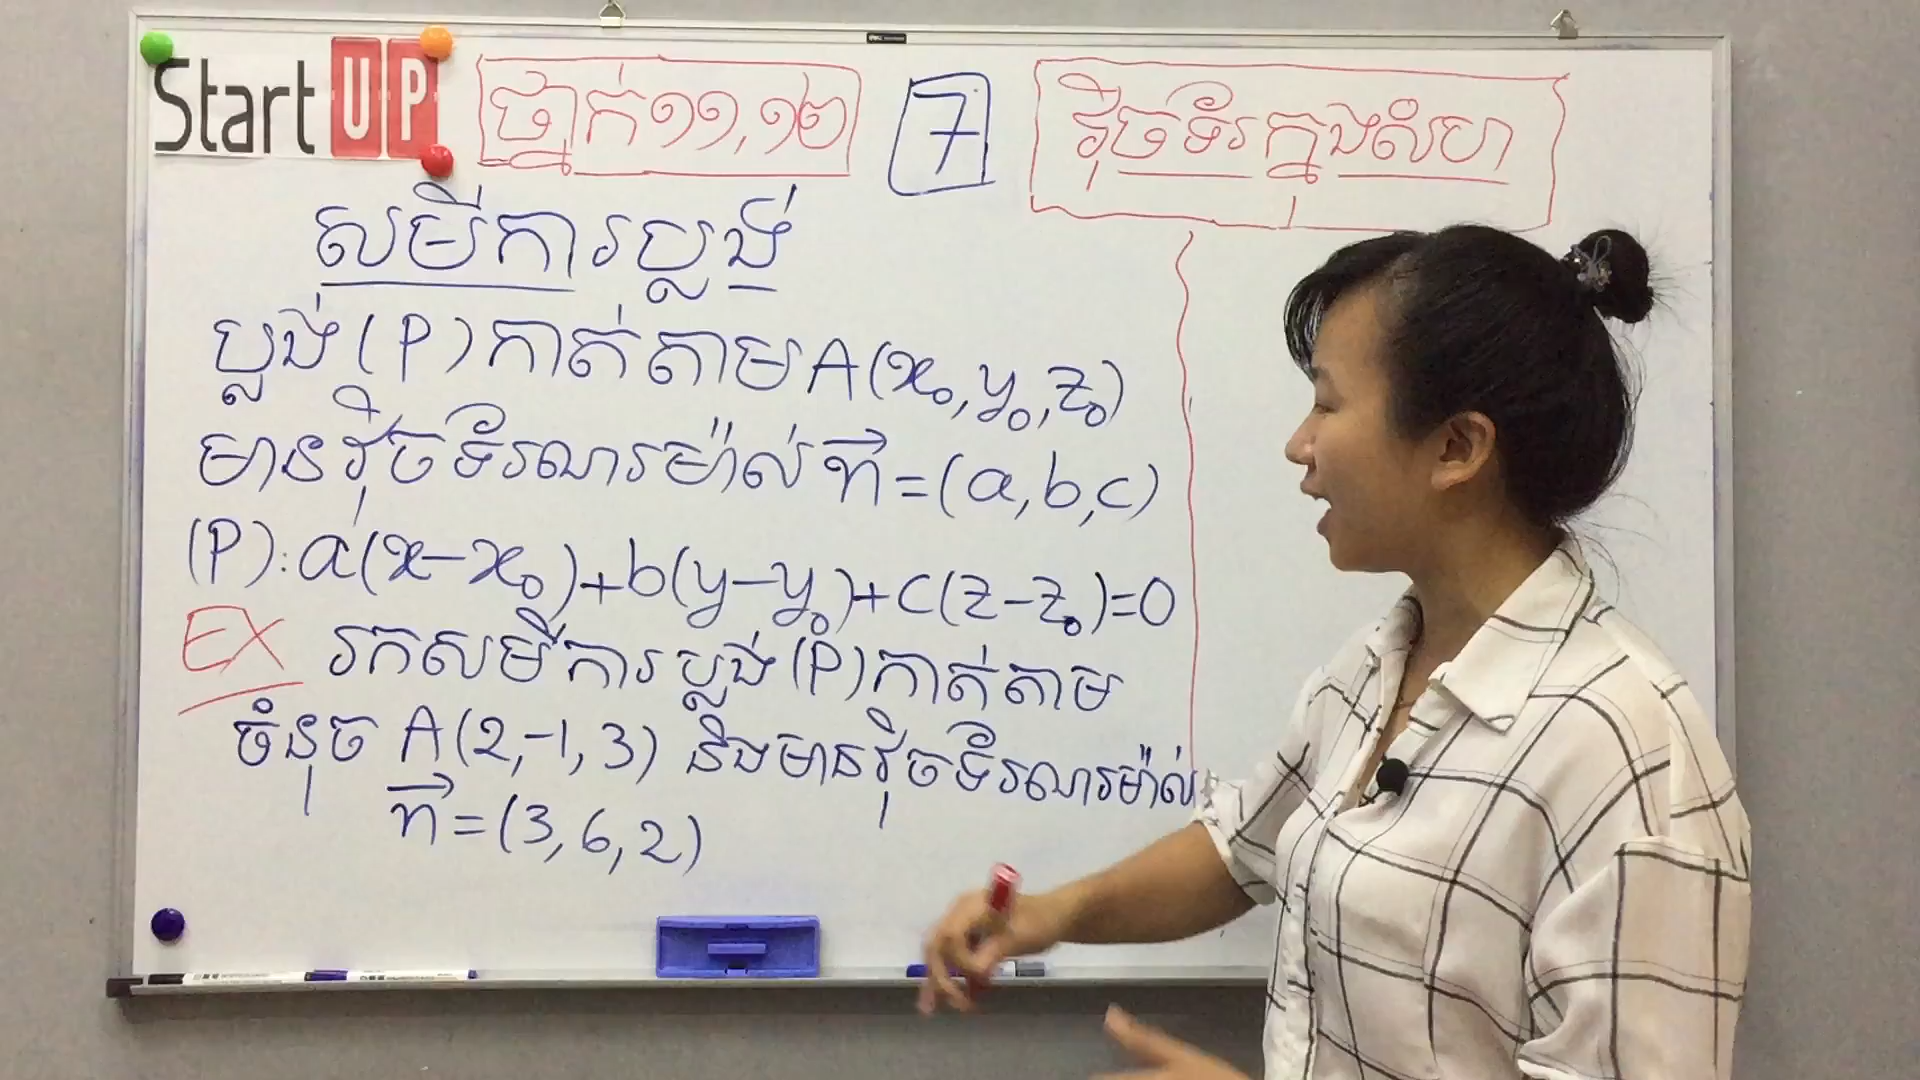 StartUP
ថ្នាក់១១,១២
7
វ៉ិចទ័រក្នុងលំហ
សមីការប្លង់
ប្លង់(P)កាត់តាមA(x₀,y₀,z₀)
មានវ៉ិចទ័រណរម៉ាល់ n⃗=(a,b,c)
(P):a(x-x₀)+b(y-y₀)+c(z-z₀)=0
EX រកសមីការប្លង់(P)កាត់តាម
ចំនុច A(2,-1,3) និងមានវ៉ិចទ័រណរម៉ាល់
n⃗=(3,6,2)